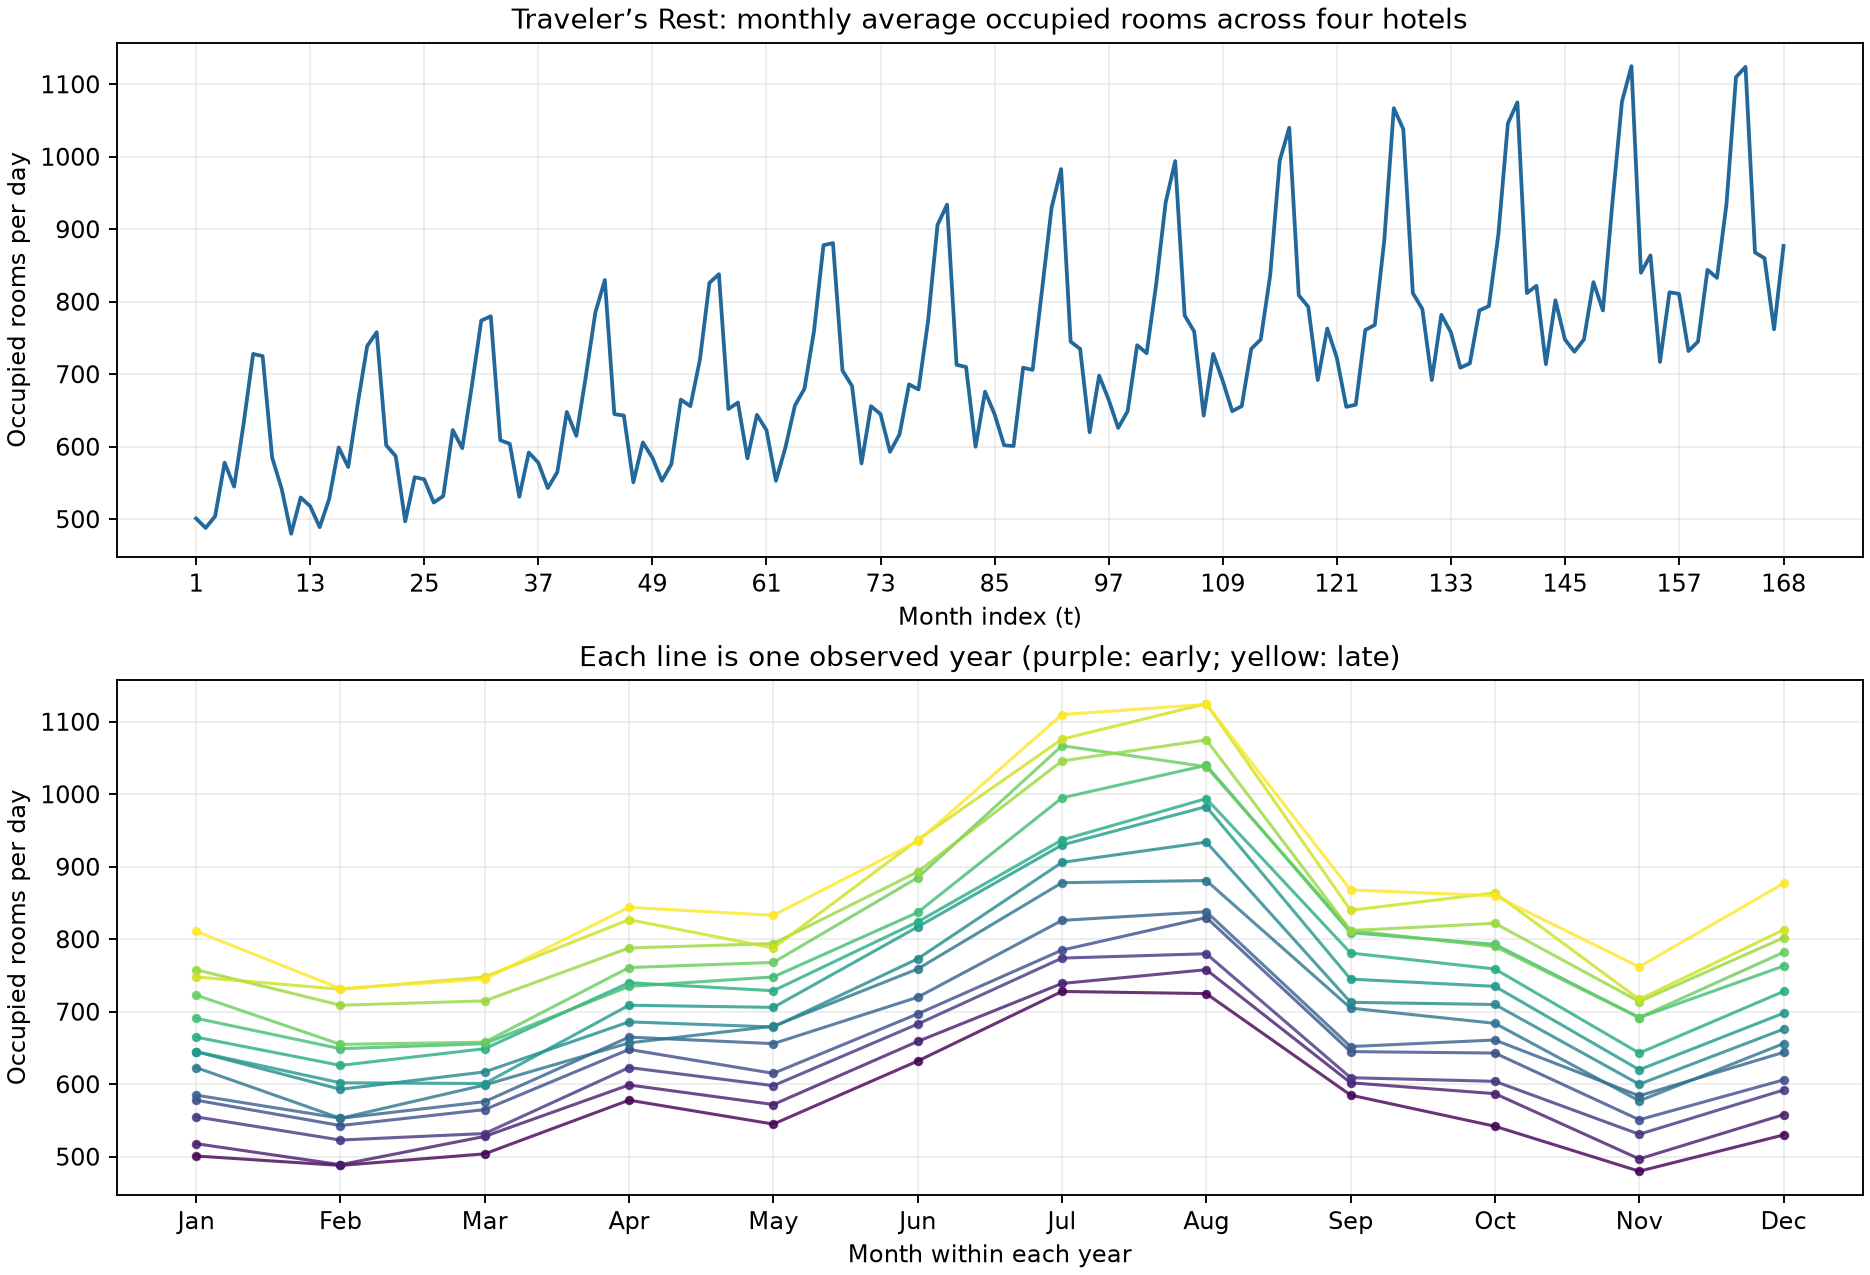 Traveler’s Rest: monthly average occupied rooms across four hotels
Occupied rooms per day
1100
1000
900
800
700
600
500
1 13 25 37 49 61 73 85 97 109 121 133 145 157 168
Month index (t)
Each line is one observed year (purple: early; yellow: late)
Occupied rooms per day
1100
1000
900
800
700
600
500
Jan Feb Mar Apr May Jun Jul Aug Sep Oct Nov Dec
Month within each year